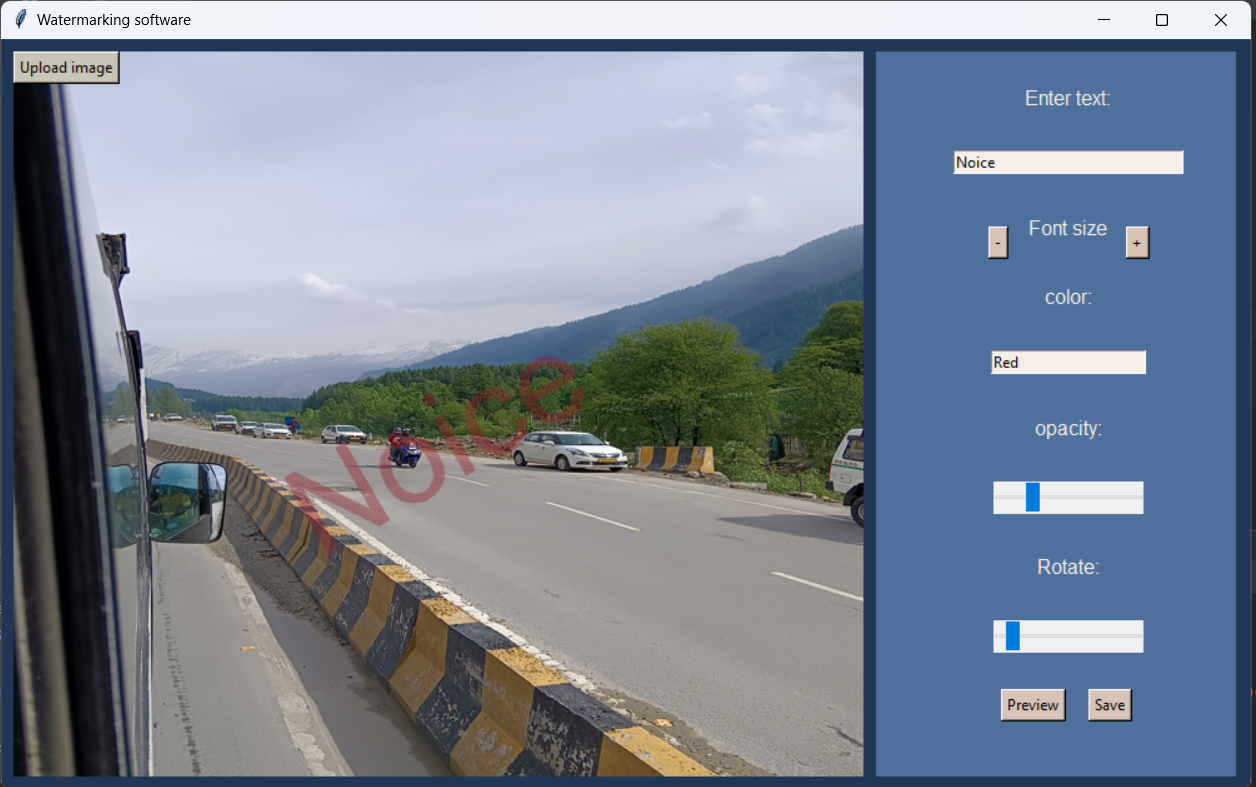 Watermarking software
Upload image
Enter text:
Noice
- Font size +
color:
Red
opacity:
Rotate:
Preview Save
Noice